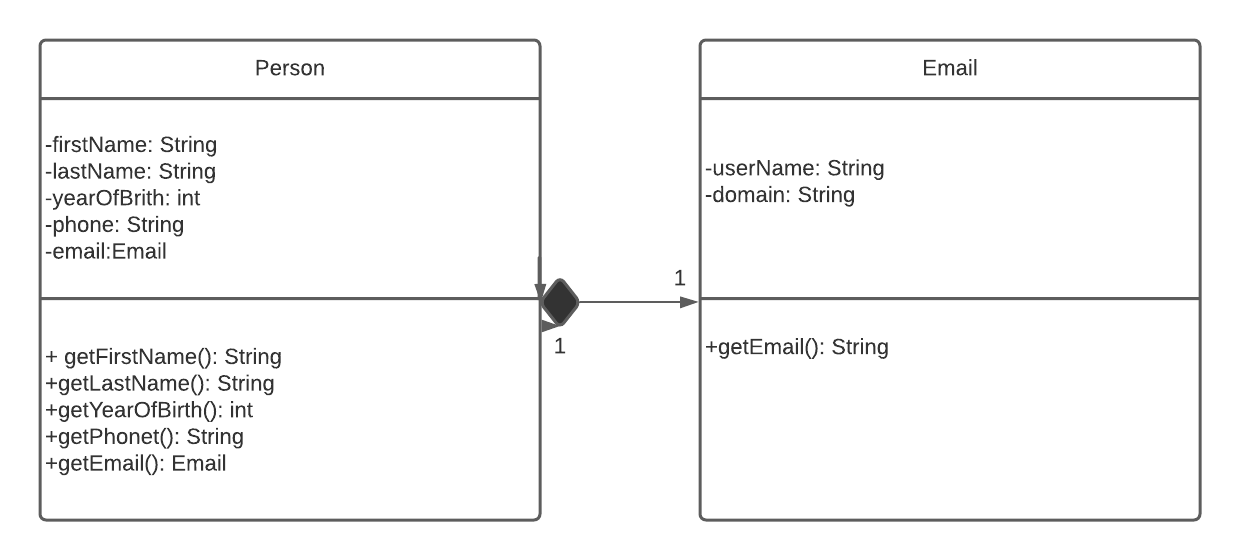 Person
-firstName: String
-lastName: String
-yearOfBrith: int
-phone: String
-email:Email
+ getFirstName(): String
+getLastName(): String
+getYearOfBirth(): int
+getPhonet(): String
+getEmail(): Email
1
1
Email
-userName: String
-domain: String
+getEmail(): String